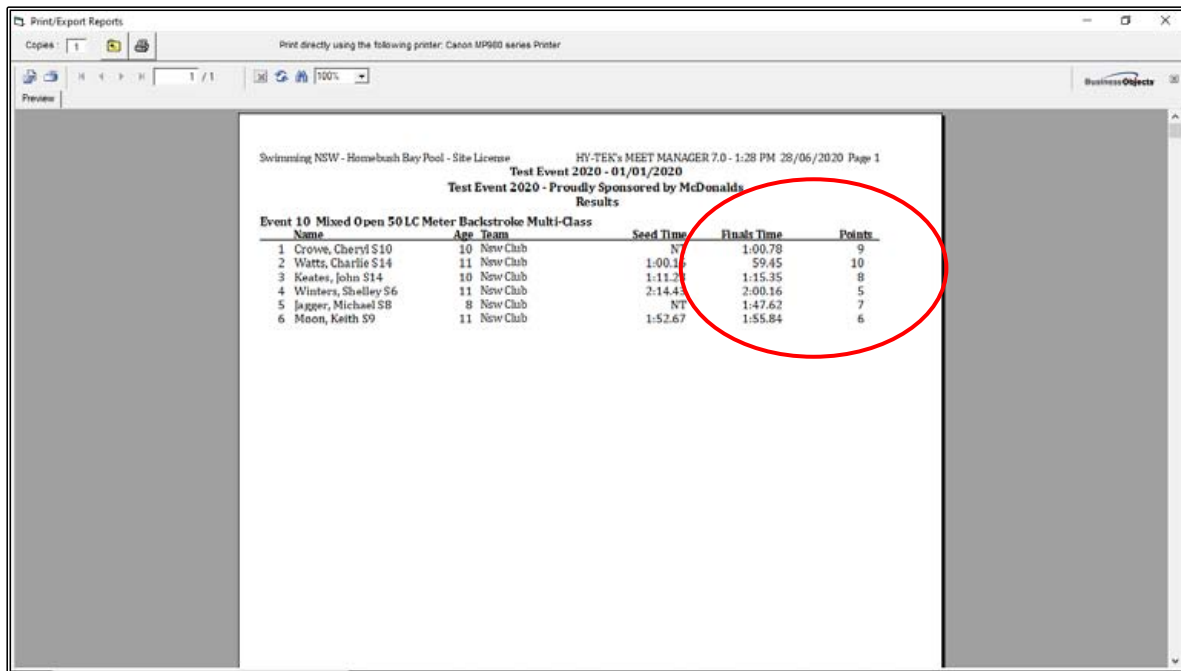 Print/Export Reports
Copies : 1 Print directly using the following printer: Canon MP980 series Printer
1 / 1 100% BusinessObjects
Preview
Swimming NSW - Homebush Bay Pool - Site License HY-TEK's MEET MANAGER 7.0 - 1:28 PM 28/06/2020 Page 1
Test Event 2020 - 01/01/2020
Test Event 2020 - Proudly Sponsored by McDonalds
Results
Event 10 Mixed Open 50 LC Meter Backstroke Multi-Class
Name Age Team Seed Time Finals Time Points
1 Crowe, Cheryl S10 10 Nsw Club NT 1:00.78 9
2 Watts, Charlie S14 11 Nsw Club 59.45 10
3 Keates, John S14 10 Nsw Club 1:15.35 8
4 Winters, Shelley S6 11 Nsw Club 2:14.43 2:00.16 5
5 Jagger, Michael S8 8 Nsw Club NT 1:47.62 7
6 Moon, Keith S9 11 Nsw Club 1:52.67 1:55.84 6